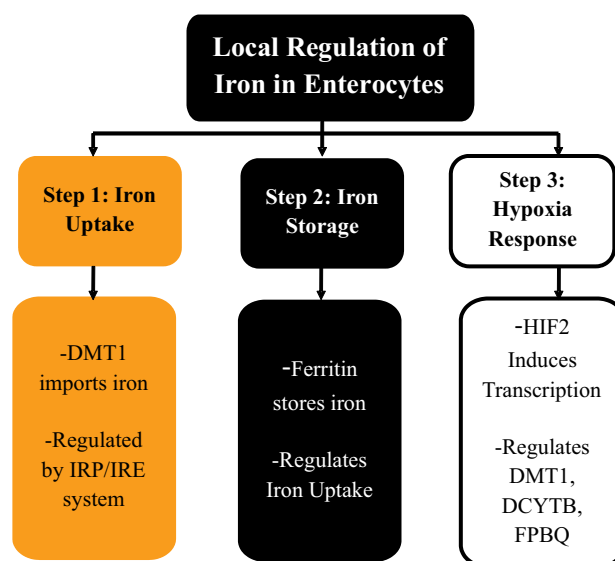 Local Regulation of
Iron in Enterocytes
Step 1: Iron
Uptake
Step 2: Iron
Storage
Step 3:
Hypoxia
Response
-DMT1
imports iron
-Regulated
by IRP/IRE
system
-Ferritin
stores iron
-Regulates
Iron Uptake
-HIF2
Induces
Transcription
-Regulates
DMT1,
DCYTB,
FPBQ